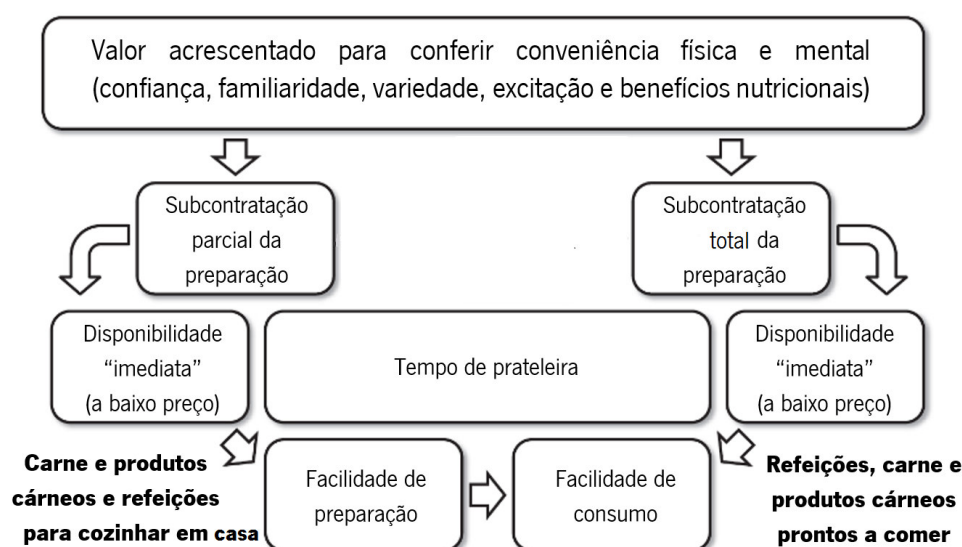 Valor acrescentado para conferir conveniência física e mental
(confiança, familiaridade, variedade, excitação e benefícios nutricionais)
Subcontratação
parcial da
preparação
Subcontratação
total da
preparação
Disponibilidade
“imediata”
(a baixo preço)
Tempo de prateleira
Disponibilidade
“imediata”
(a baixo preço)
Carne e produtos
cárneos e refeições
para cozinhar em casa
Facilidade de
preparação
Facilidade de
consumo
Refeições, carne e
produtos cárneos
prontos a comer